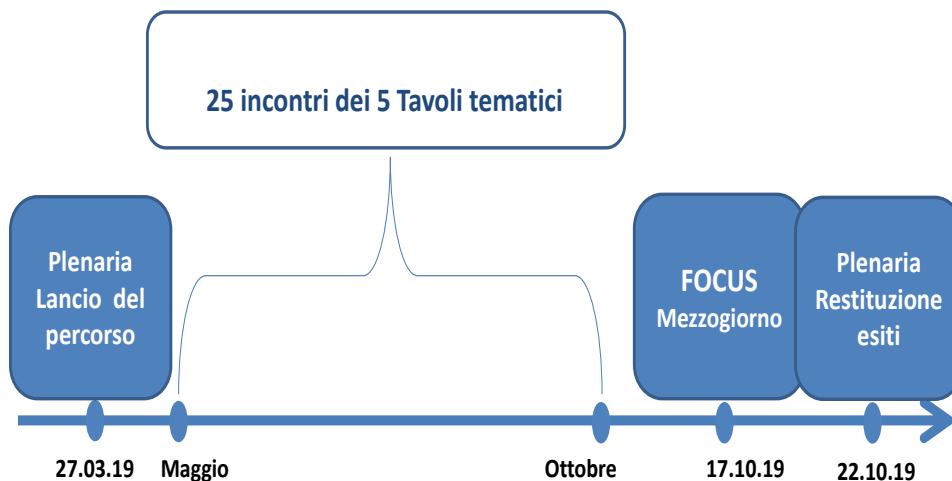 25 incontri dei 5 Tavoli tematici
Plenaria
Lancio del
percorso
FOCUS
Mezzogiorno
Plenaria
Restituzione
esiti
27.03.19
Maggio
Ottobre
17.10.19
22.10.19